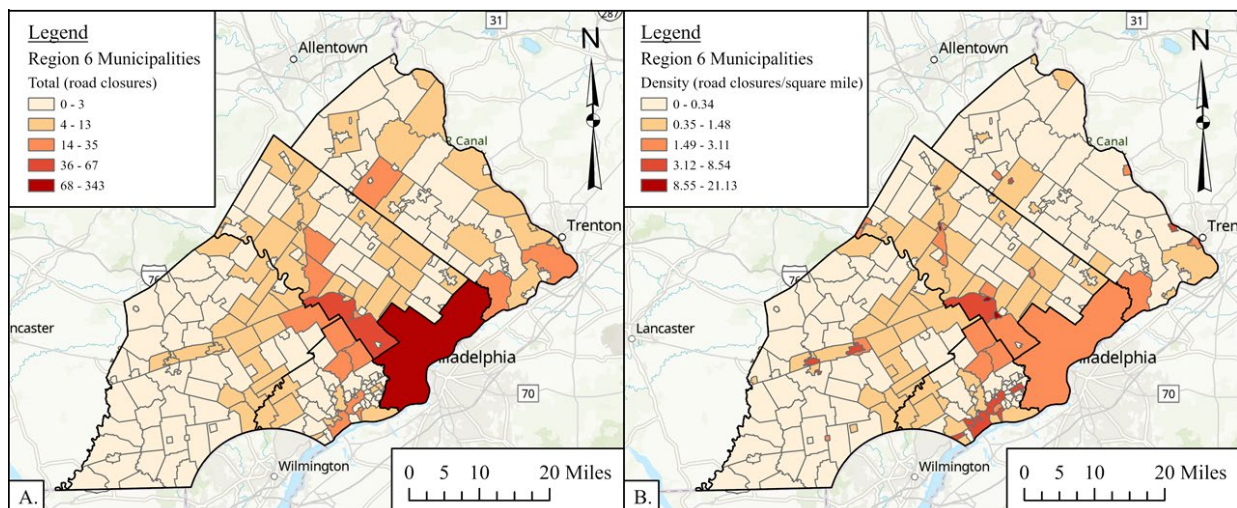 Legend
Region 6 Municipalities
Total (road closures)
0 - 3
4 - 13
14 - 35
36 - 67
68 - 343
Allentown
31
287
N
Canal
Trenton
76
ncaster
iladelphia
70
Wilmington
0 5 10 20 Miles
A.
Legend
Region 6 Municipalities
Density (road closures/square mile)
0 - 0.34
0.35 - 1.48
1.49 - 3.11
3.12 - 8.54
8.55 - 21.13
Allentown
31
N
Canal
Tren
76
Lancaster
iladelphia
70
Wilmington
0 5 10 20 Miles
B.